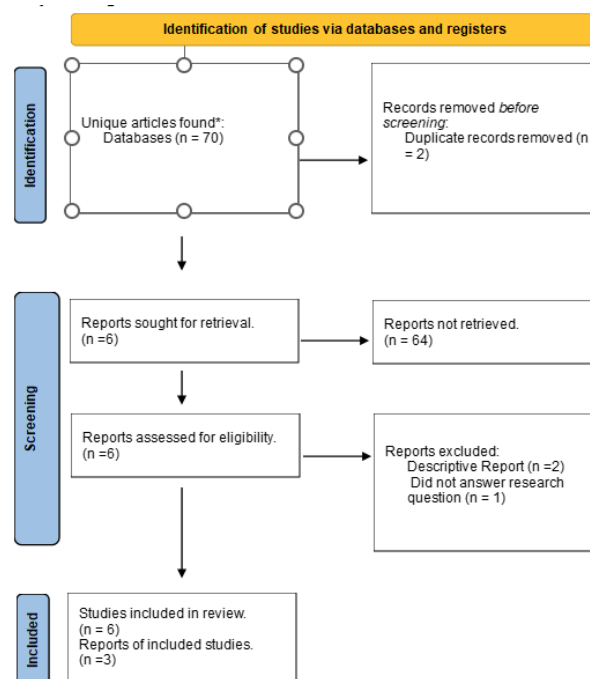 Identification of studies via databases and registers
Identification
Unique articles found*:
Databases (n = 70)
Records removed before
screening:
Duplicate records removed (n
= 2)
Screening
Reports sought for retrieval.
(n =6)
Reports not retrieved.
(n = 64)
Reports assessed for eligibility.
(n =6)
Reports excluded:
Descriptive Report (n =2)
Did not answer research
question (n = 1)
Included
Studies included in review.
(n = 6)
Reports of included studies.
(n =3)